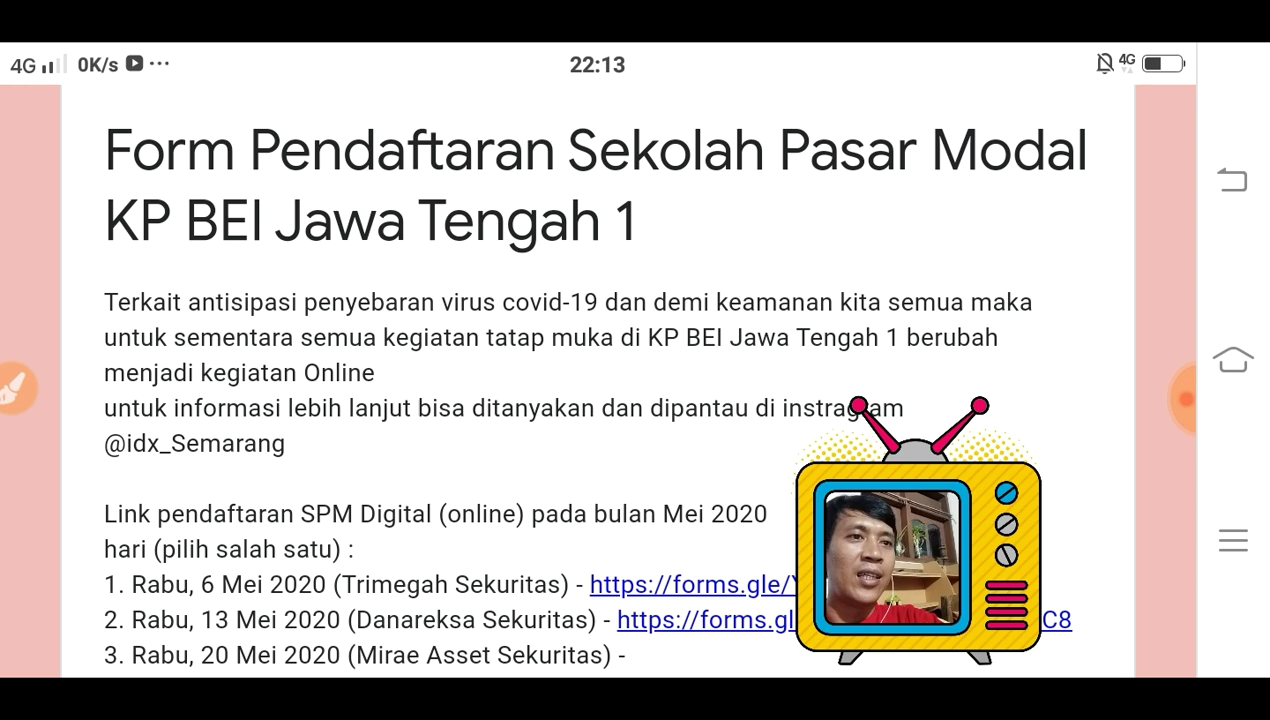 4G 0K/s 22:13 4G
Form Pendaftaran Sekolah Pasar Modal
KP BEI Jawa Tengah 1
Terkait antisipasi penyebaran virus covid-19 dan demi keamanan kita semua maka
untuk sementara semua kegiatan tatap muka di KP BEI Jawa Tengah 1 berubah
menjadi kegiatan Online
untuk informasi lebih lanjut bisa ditanyakan dan dipantau di instragram
@idx_Semarang
Link pendaftaran SPM Digital (online) pada bulan Mei 2020
hari (pilih salah satu) :
1. Rabu, 6 Mei 2020 (Trimegah Sekuritas) - https://forms.gle/
2. Rabu, 13 Mei 2020 (Danareksa Sekuritas) - https://forms.gl C8
3. Rabu, 20 Mei 2020 (Mirae Asset Sekuritas) -